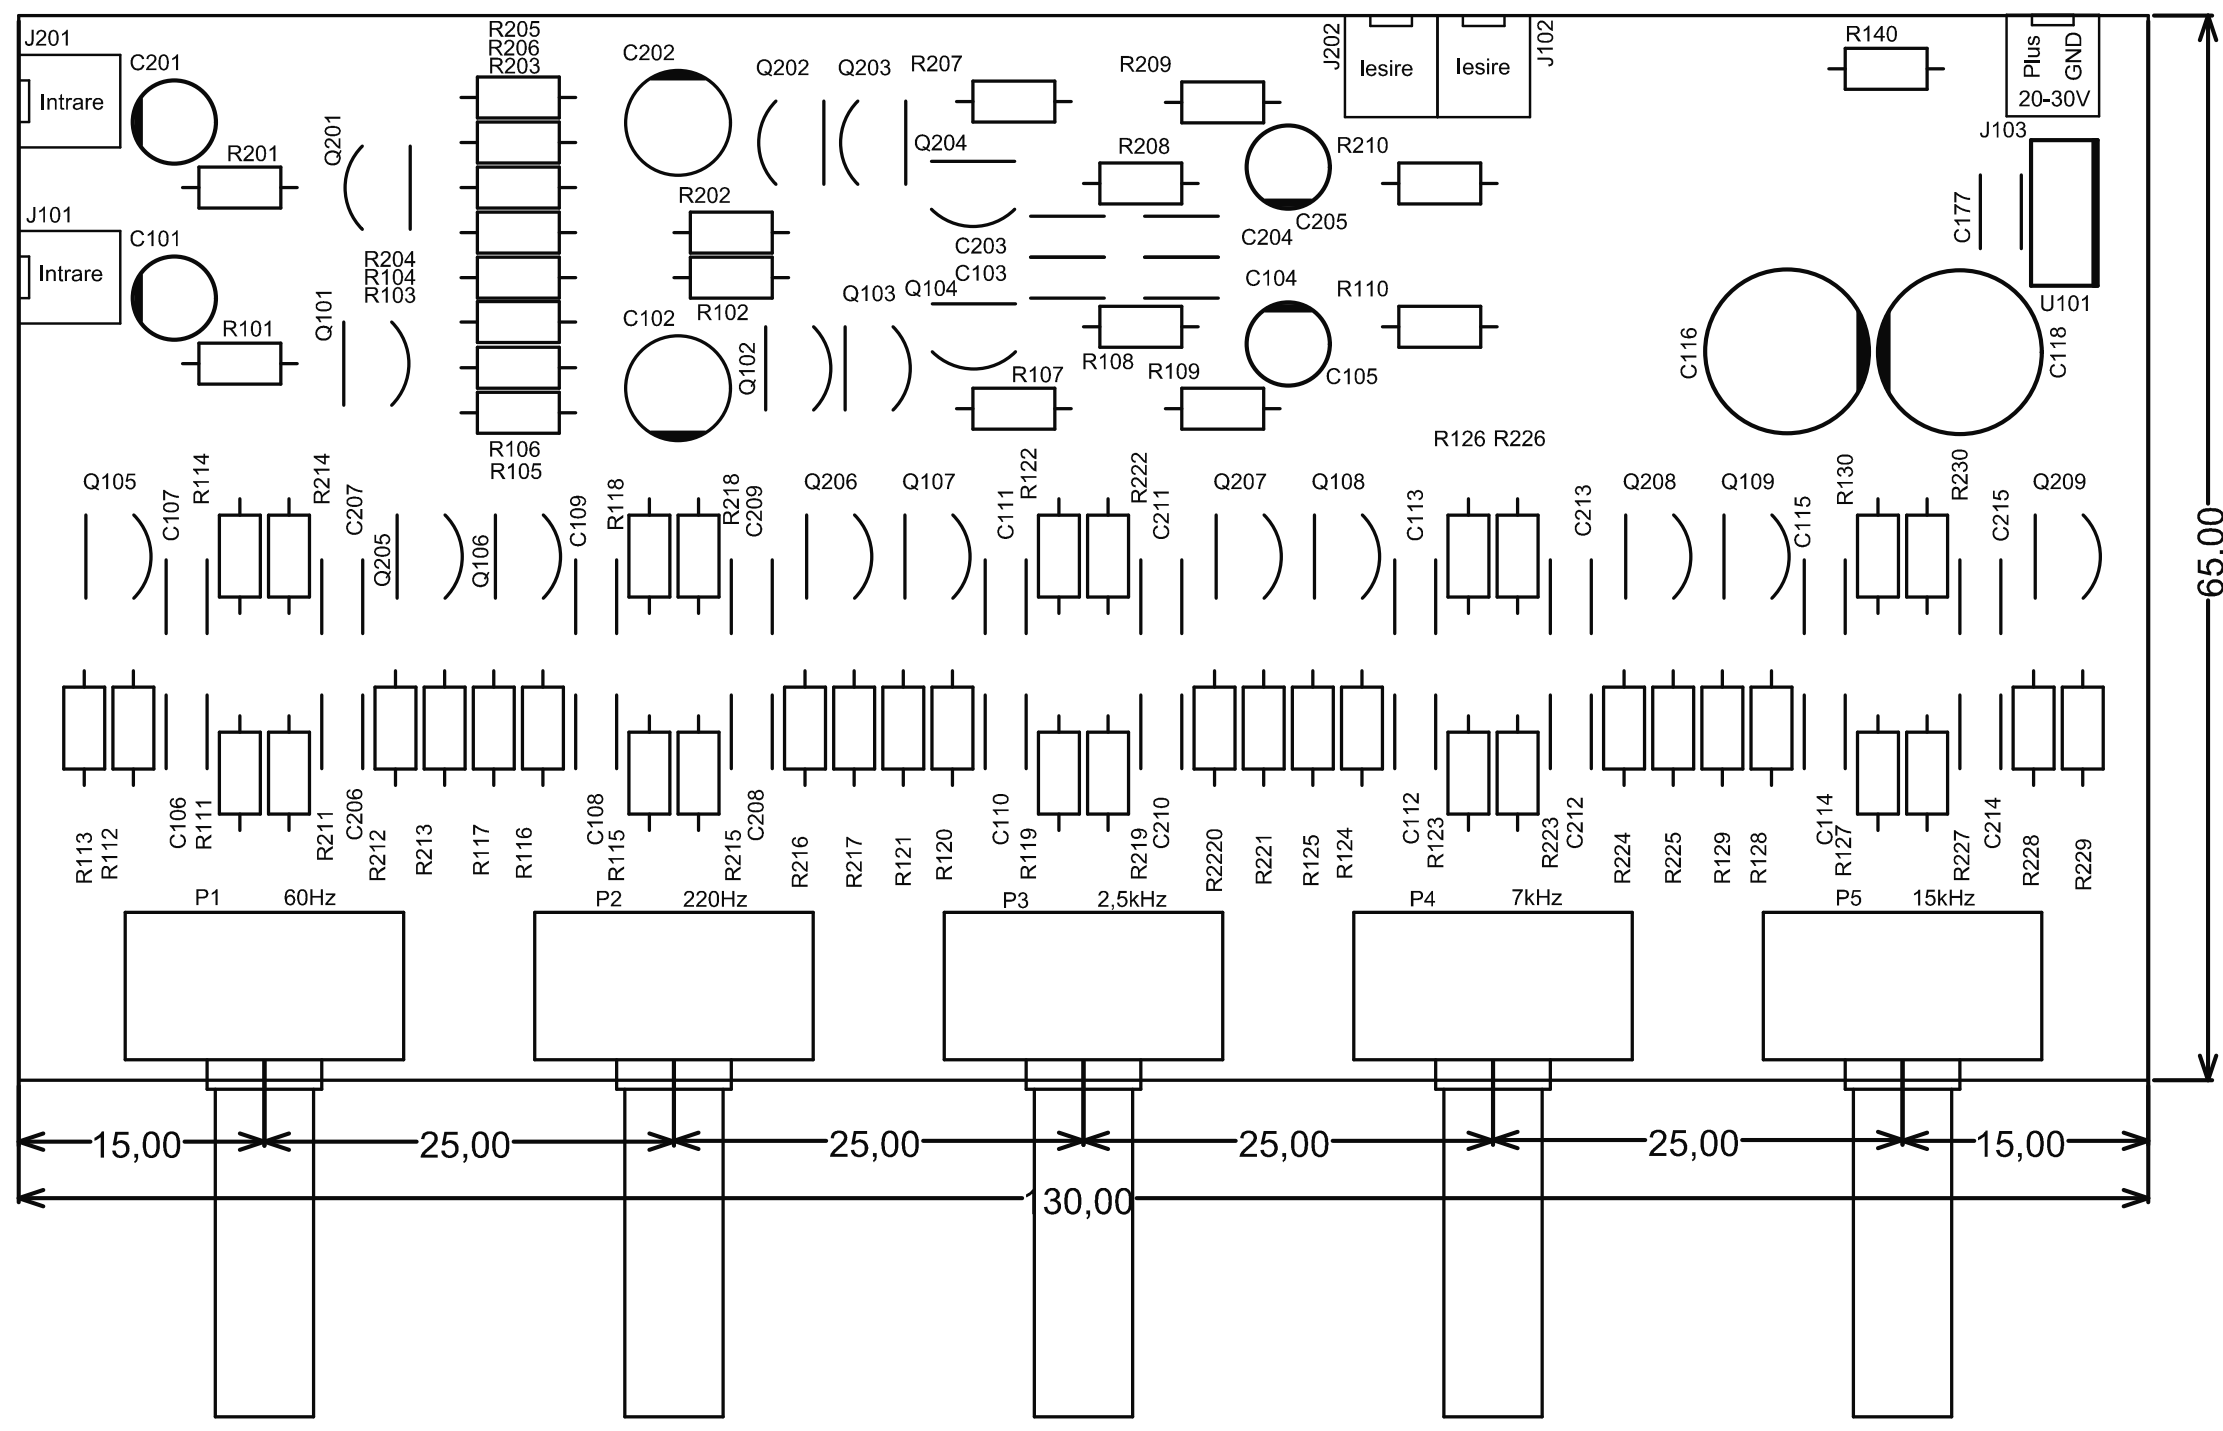 J201
Intrare
C201
R201
Q201
R205
R206
R203
C202
Q202
Q203
R207
R209
J202
Iesire
Iesire
J102
R140
Plus
GND
20-30V
J103
Q204
R208
R210
C205
C204
C203
R202
J101
Intrare
C101
R101
R204
R104
R103
Q101
C102
R102
Q102
Q103
Q104
C103
C104
R110
R108
R107
R109
C105
C177
U101
C116
C118
R106
R105
R126
R226
Q105
C107
R114
R214
C207
Q205
Q106
C109
R118
R218
C209
Q206
Q107
C111
R122
R222
C211
Q207
Q108
C113
C213
Q208
Q109
C115
R130
R230
C215
Q209
65.00
R113
R112
C106
R111
R211
C206
R212
R213
R117
R116
C108
R115
R215
C208
R216
R217
R121
R120
C110
R119
R219
C210
R2220
R221
R125
R124
C112
R123
R223
C212
R224
R225
R129
R128
C114
R127
R227
C214
R228
R229
P1 60Hz
P2 220Hz
P3 2,5kHz
P4 7kHz
P5 15kHz
15,00 25,00 25,00 25,00 25,00 15,00
130,00